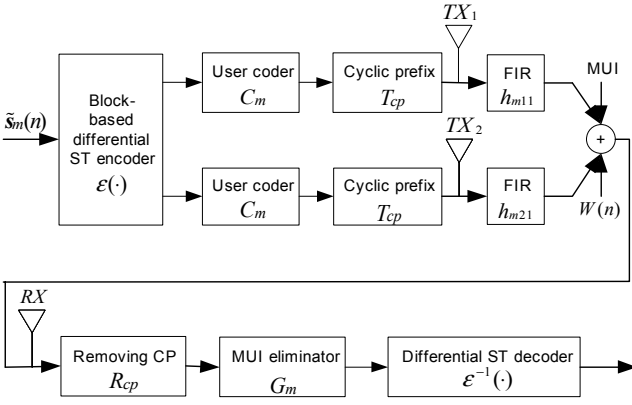 s̃m(n)
Block-
based
differential
ST encoder
ε(·)
User coder
Cm
Cyclic prefix
Tcp
TX1
FIR
hm11
MUI
+
User coder
Cm
Cyclic prefix
Tcp
TX2
FIR
hm21
W(n)
RX
Removing CP
Rcp
MUI eliminator
Gm
Differential ST decoder
ε−1(·)